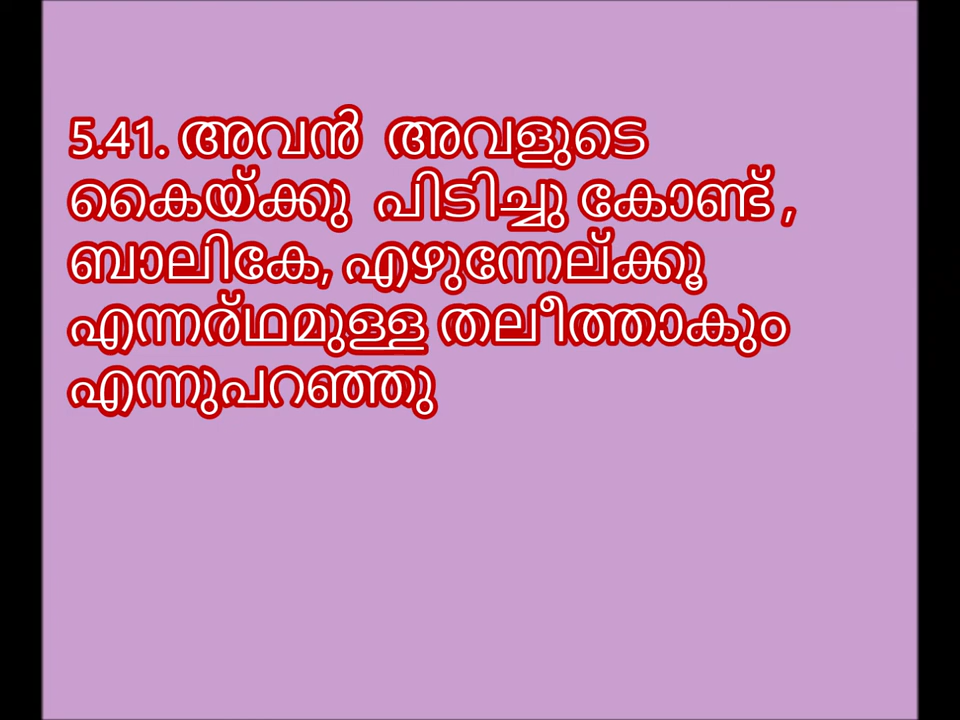 5.41. അവൻ അവളുടെ
കൈയ്ക്കു പിടിച്ചു കോണ്ട് ,
ബാലികേ, എഴുന്നേല്ക്കൂ
എന്നര്ഥമുള്ള തലീത്താകും
എന്നുപറഞ്ഞു